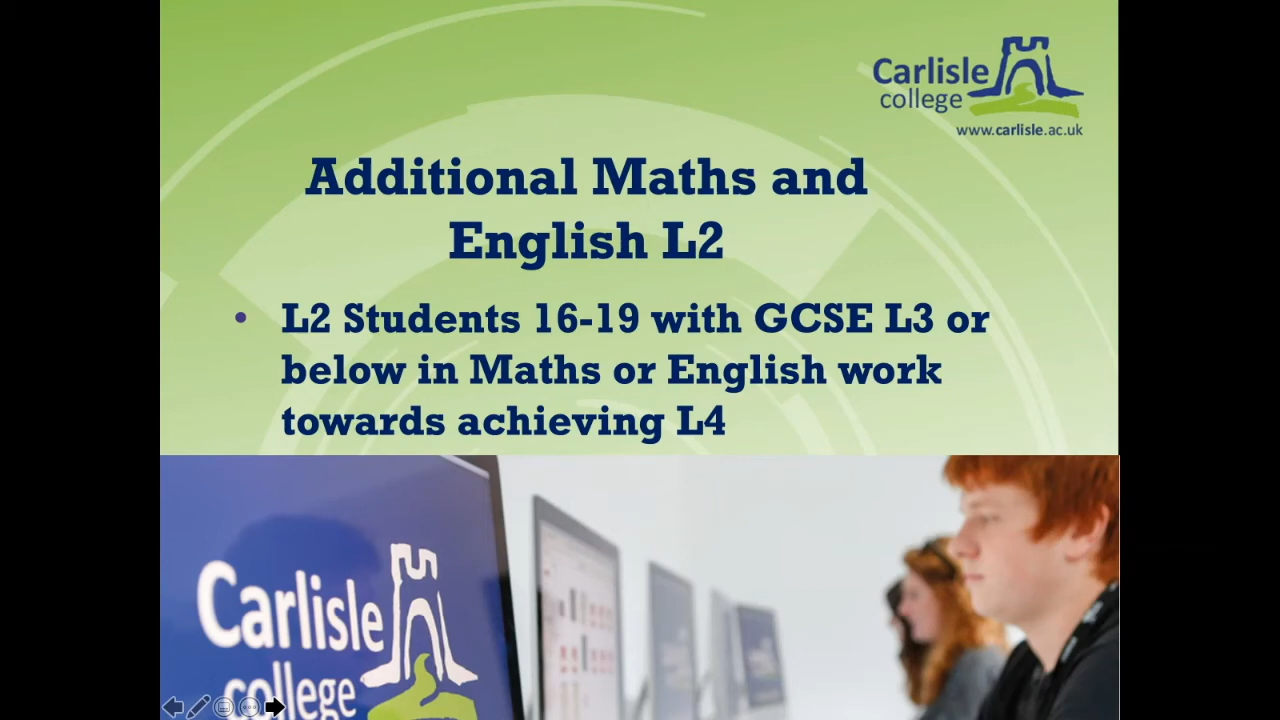 Carlisle
college
www.carlisle.ac.uk
Additional Maths and
English L2
• L2 Students 16-19 with GCSE L3 or
below in Maths or English work
towards achieving L4
Carlisle
college